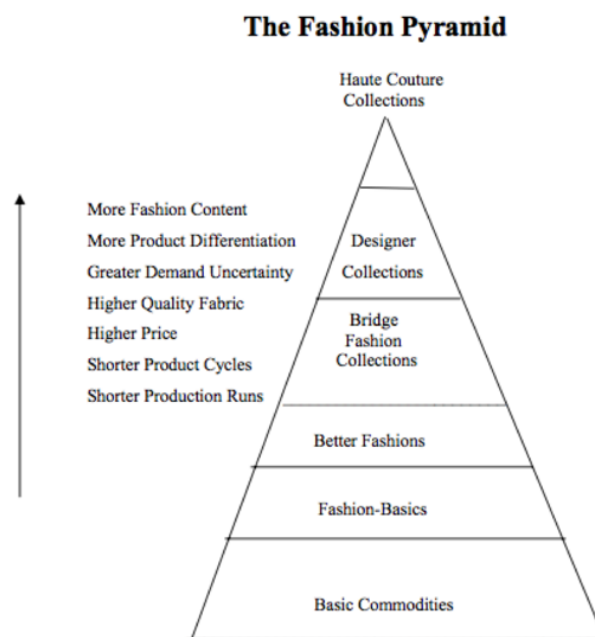 The Fashion Pyramid
Haute Couture
Collections
More Fashion Content
More Product Differentiation
Greater Demand Uncertainty
Higher Quality Fabric
Higher Price
Shorter Product Cycles
Shorter Production Runs
Designer
Collections
Bridge
Fashion
Collections
Better Fashions
Fashion-Basics
Basic Commodities